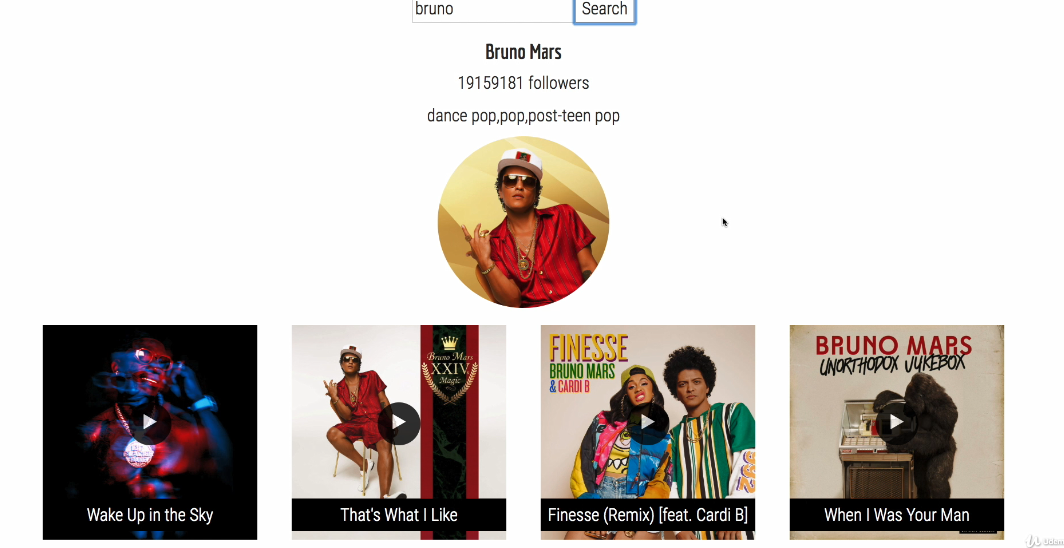 bruno
Search
Bruno Mars
19159181 followers
dance pop,pop,post-teen pop
Bruno Mars
XXIV
Magic
FINESSE
BRUNO MARS
& CARDI B
BRUNO MARS
UNORTHODOX JUKEBOX
Wake Up in the Sky
That's What I Like
Finesse (Remix) [feat. Cardi B]
When I Was Your Man